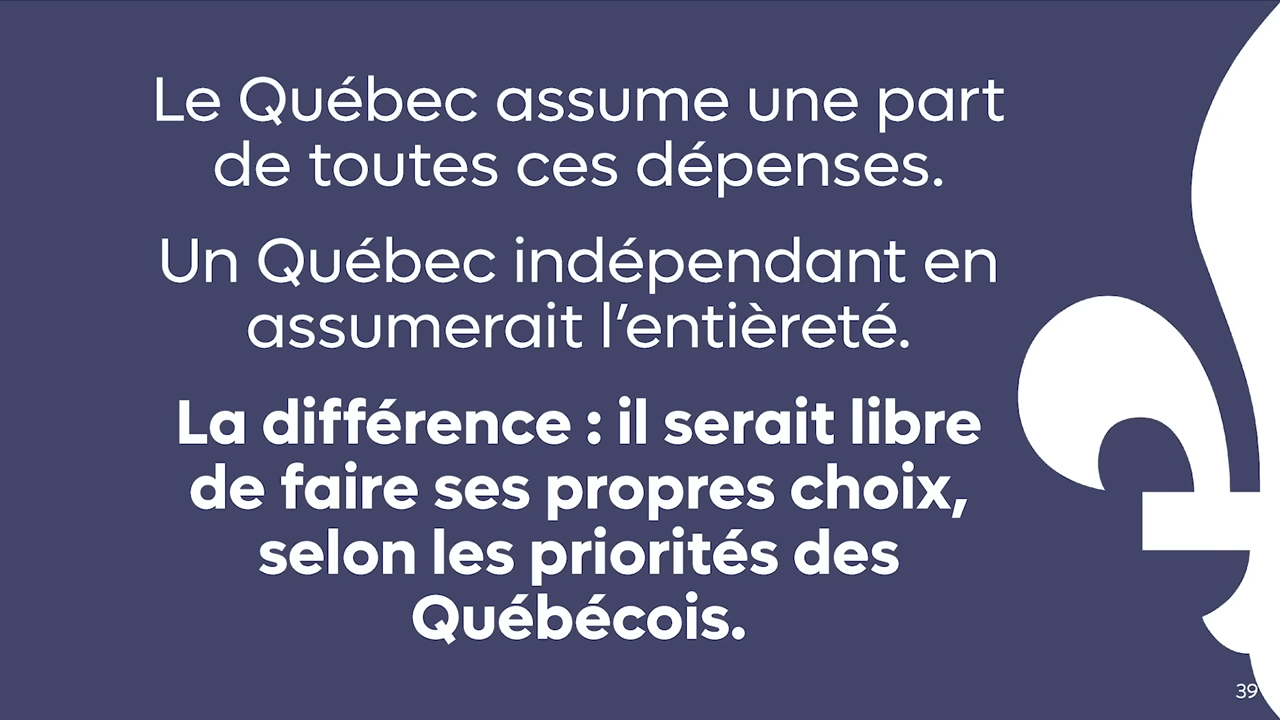 Le Québec assume une part
de toutes ces dépenses.
Un Québec indépendant en
assumerait l’entièreté.
La différence : il serait libre
de faire ses propres choix,
selon les priorités des
Québécois.
39